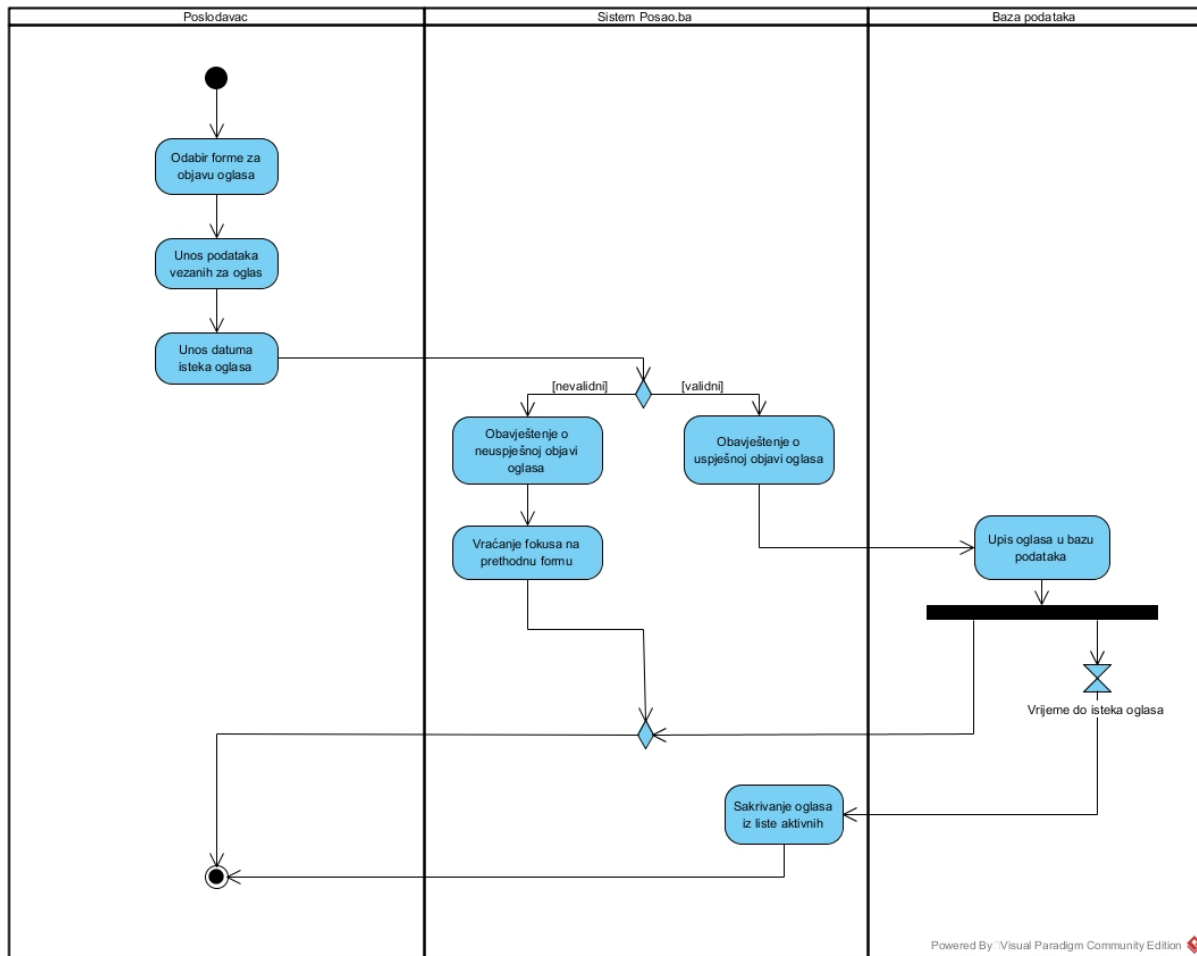 Poslodavac
Sistem Posao.ba
Baza podataka
Odabir forme za
objavu oglasa
Unos podataka
vezanih za oglas
Unos datuma
isteka oglasa
[nevalidni]
[validni]
Obavještenje o
neuspješnoj objavi
oglasa
Obavještenje o
uspješnoj objavi oglasa
Vraćanje fokusa na
prethodnu formu
Upis oglasa u bazu
podataka
Vrijeme do isteka oglasa
Sakrivanje oglasa
iz liste aktivnih
Powered By Visual Paradigm Community Edition